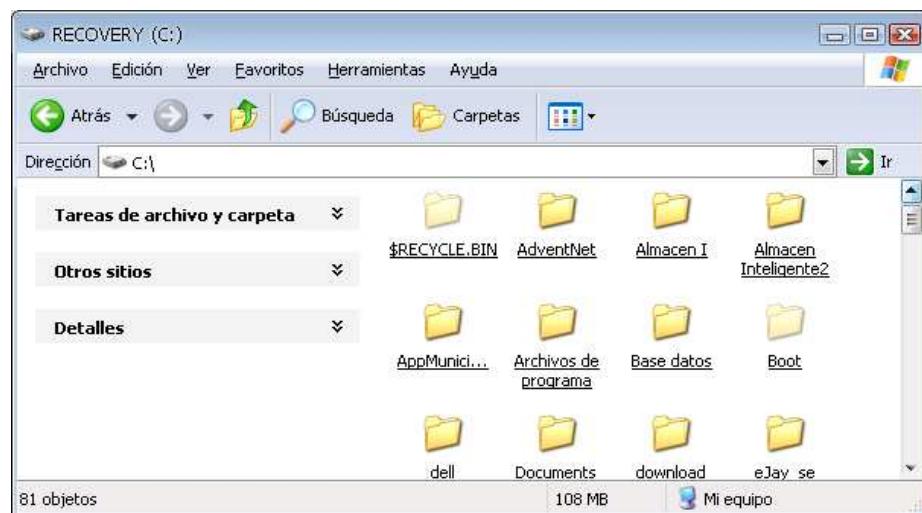 RECOVERY (C:)
Archivo Edición Ver Favoritos Herramientas Ayuda
Atrás Búsqueda Carpetas
Dirección C:\ Ir
Tareas de archivo y carpeta
Otros sitios
Detalles
$RECYCLE.BIN AdventNet Almacen I Almacen
Inteligente2
AppMunici... Archivos de Base datos Boot
programa
dell Documents download eJay se
81 objetos 108 MB Mi equipo